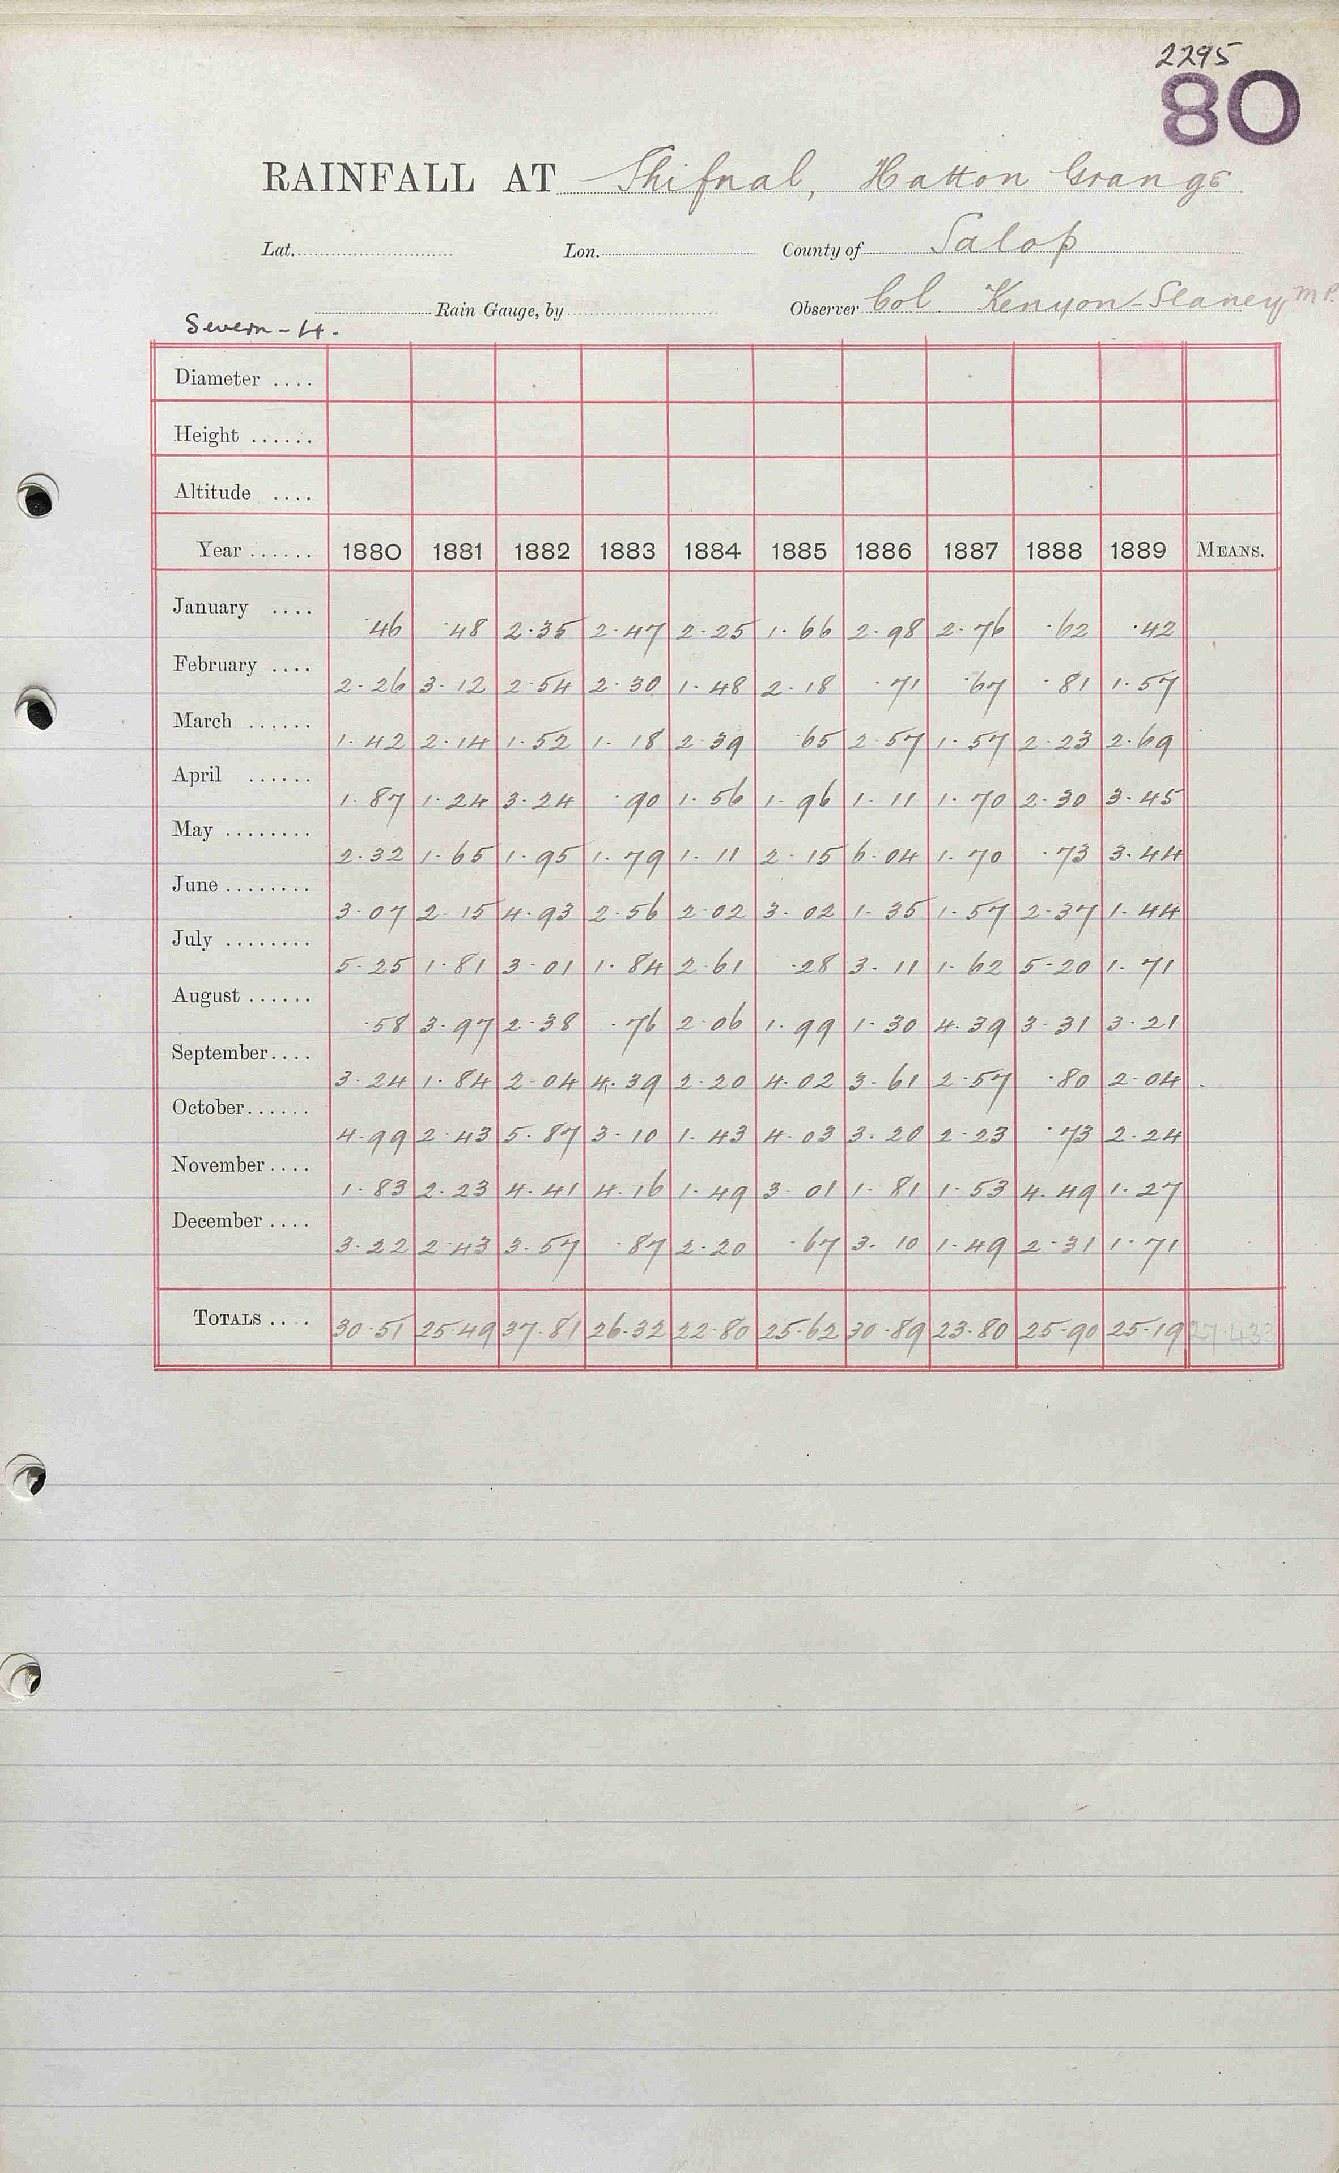 2295
80
RAINFALL AT Shifnal, Hatton Grange
Lat. Lon. County of Salop
Rain Gauge, by Observer Col. Kenyon-Slaney M P.
Severn - 4.
Diameter ....
Height ......
Altitude ....
Year ...... 1880 1881 1882 1883 1884 1885 1886 1887 1888 1889 MEANS.
January .... ·46 ·48 2·35 2·47 2·25 1·66 2·98 2·76 ·62 ·42
February .... 2·26 3·12 2·54 2·30 1·48 2·18 ·71 ·67 ·81 1·57
March ...... 1·42 2·14 1·52 1·18 2·39 ·65 2·57 1·57 2·23 2·69
April ...... 1·87 1·24 3·24 ·90 1·56 1·96 1·11 1·70 2·30 3·45
May ........ 2·32 1·65 1·95 1·79 1·11 2·15 6·04 1·70 ·73 3·44
June ........ 3·07 2·15 4·93 2·56 2·02 3·02 1·35 1·57 2·37 1·44
July ........ 5·25 1·81 3·01 1·84 2·61 ·28 3·11 1·62 5·20 1·71
August ...... ·58 3·97 2·38 ·76 2·06 1·99 1·30 4·39 3·31 3·21
September.... 3·24 1·84 2·04 4·39 2·20 4·02 3·61 2·57 ·80 2·04
October...... 4·99 2·43 5·87 3·10 1·43 4·03 3·20 2·23 ·73 2·24
November.... 1·83 2·23 4·41 4·16 1·49 3·01 1·81 1·53 4·49 1·27
December .... 3·22 2·43 3·57 ·87 2·20 ·67 3·10 1·49 2·31 1·71
TOTALS .... 30·51 25·49 37·81 26·32 22·80 25·62 30·89 23·80 25·90 25·19 27·433